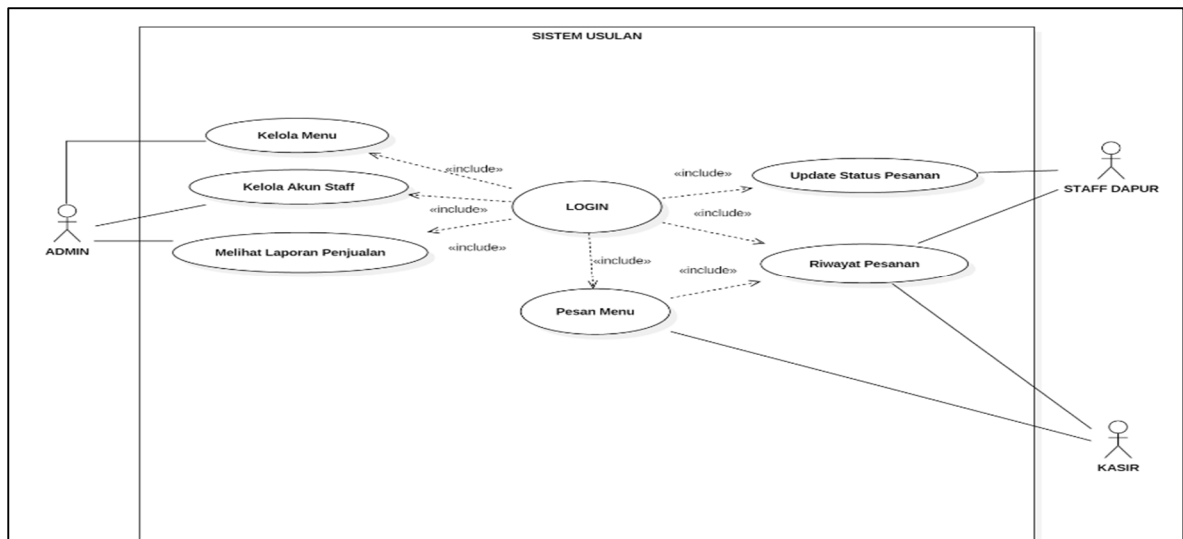 SISTEM USULAN
Kelola Menu
«include»
Kelola Akun Staff
«include»
Melihat Laporan Penjualan
«include»
ADMIN
LOGIN
«include»
Update Status Pesanan
STAFF DAPUR
«include»
Riwayat Pesanan
«include»
«include»
Pesan Menu
KASIR